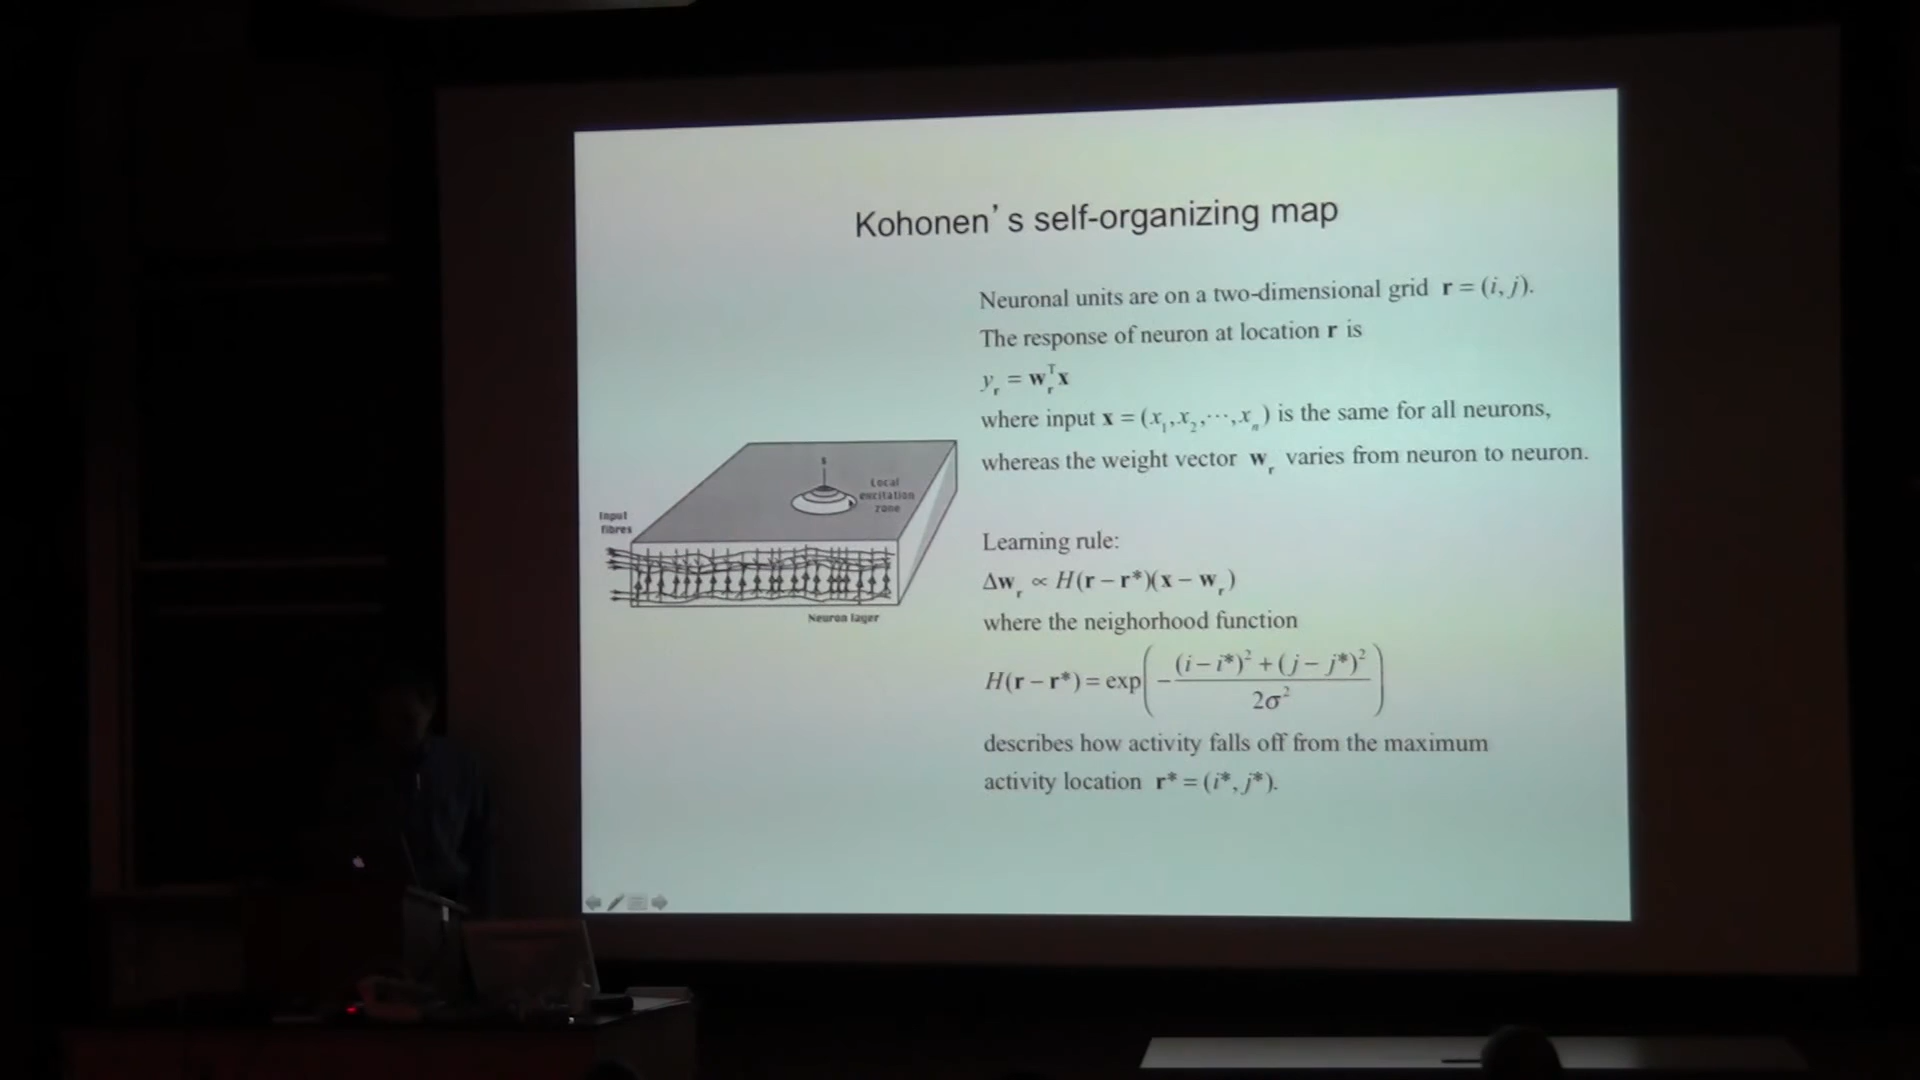 Kohonen's self-organizing map
Neuronal units are on a two-dimensional grid r = (i, j).
The response of neuron at location r is
y_r = w_r^T x
where input x = (x_1, x_2, ⋯, x_n) is the same for all neurons,
whereas the weight vector w_r varies from neuron to neuron.
s
Local
excitation
zone
Input
fibres
Neuron layer
Learning rule:
Δw_r ∝ H(r − r*)(x − w_r)
where the neighorhood function
H(r − r*) = exp(−((i − i*)² + (j − j*)²)/(2σ²))
describes how activity falls off from the maximum
activity location r* = (i*, j*).